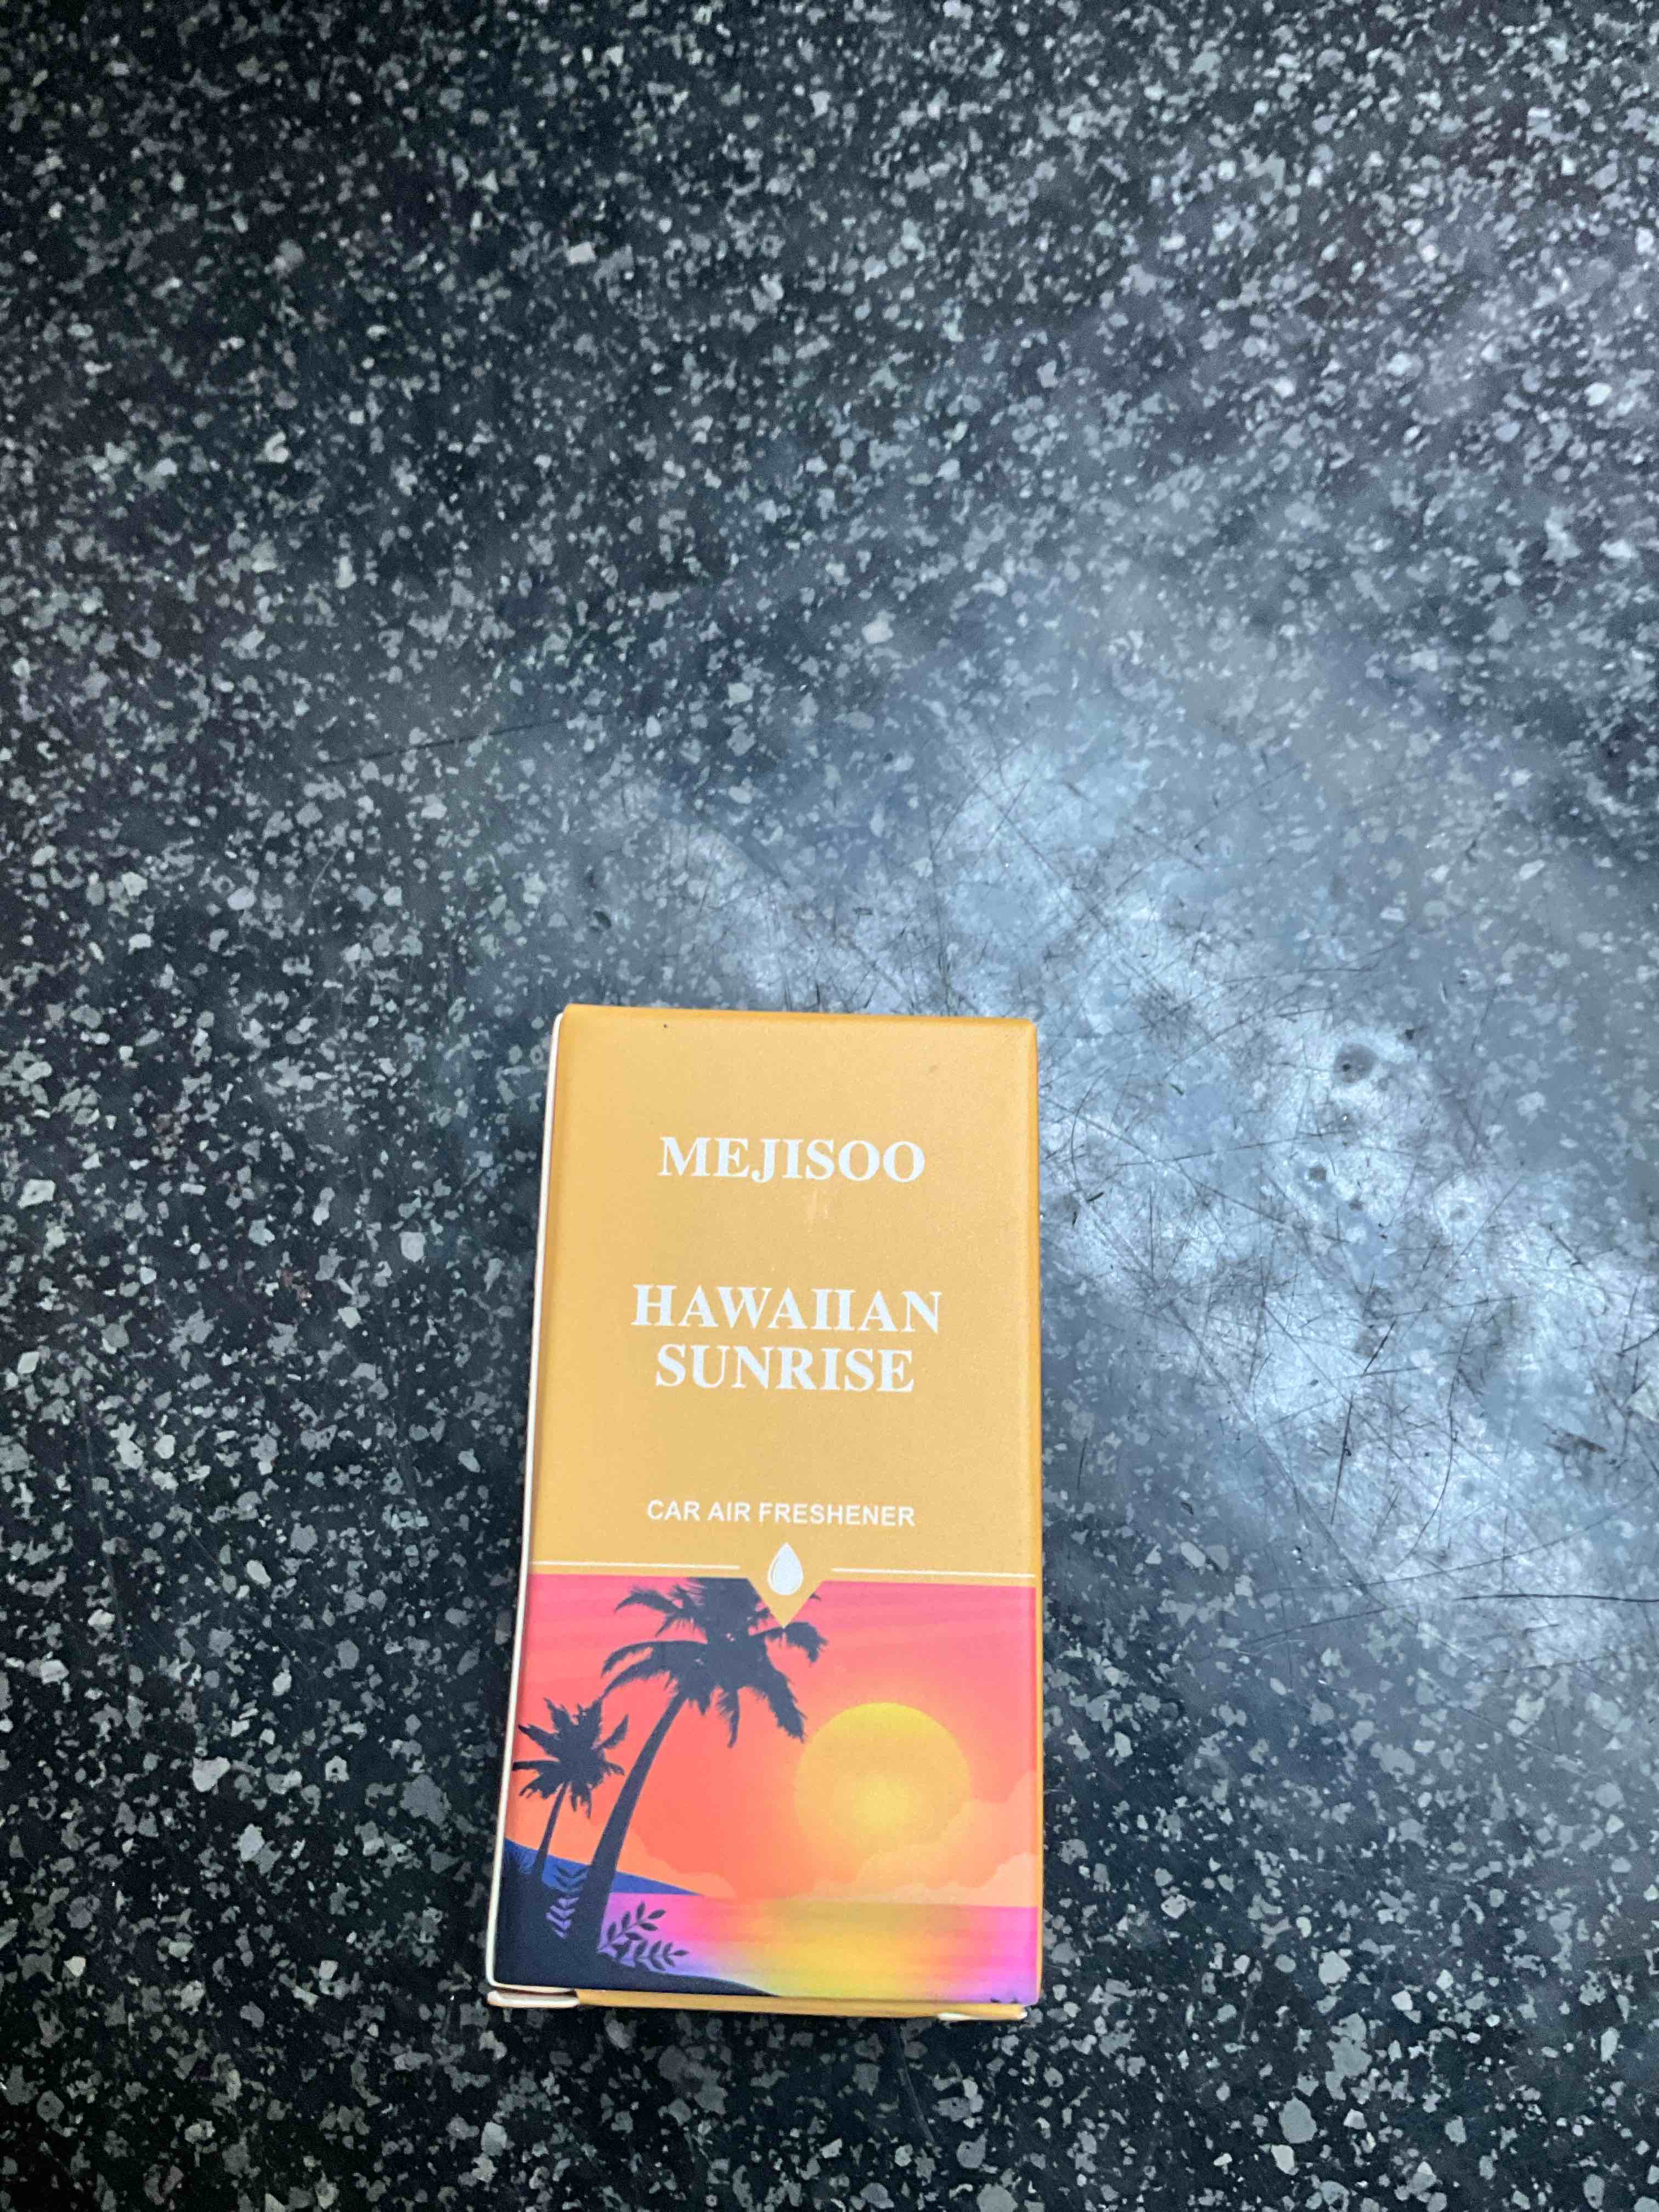 MEJISOO
HAWAIIAN
SUNRISE
CAR AIR FRESHENER